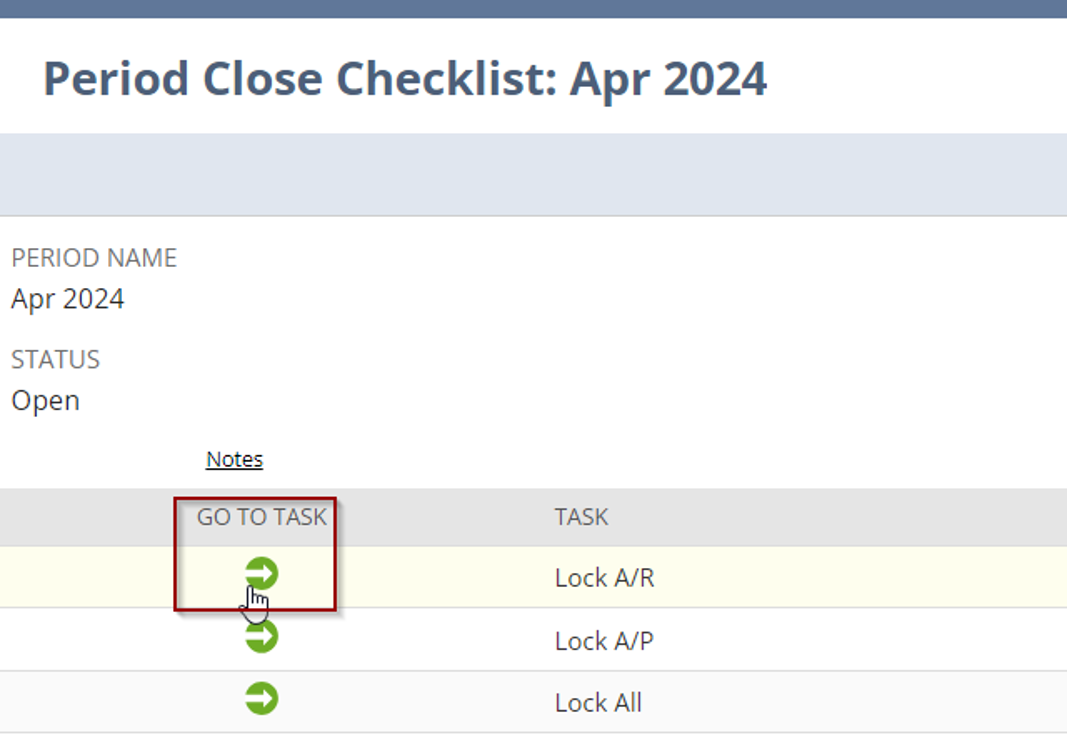 Period Close Checklist: Apr 2024
PERIOD NAME
Apr 2024
STATUS
Open
Notes
GO TO TASK TASK
Lock A/R
Lock A/P
Lock All